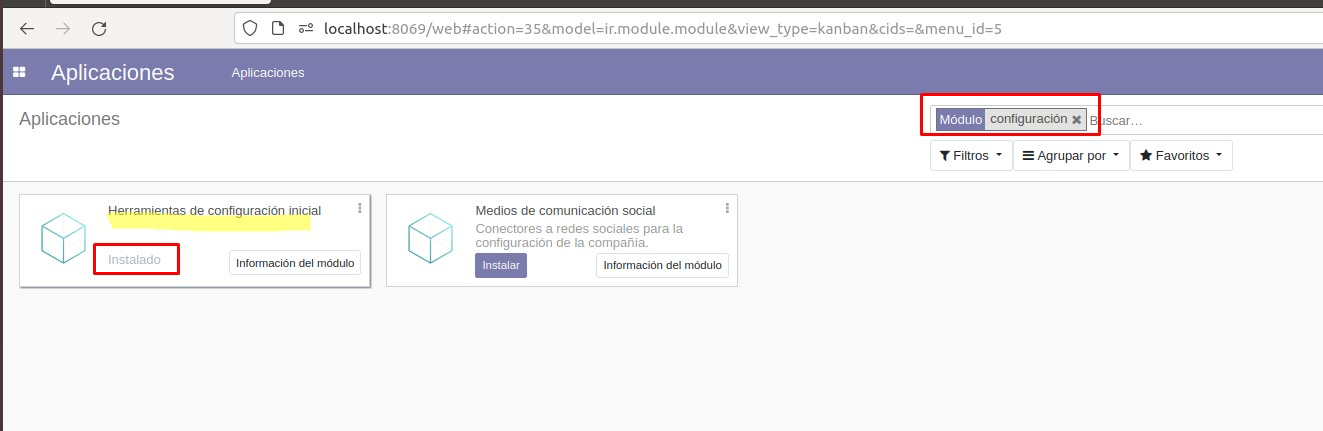 localhost:8069/web#action=35&model=ir.module.module&view_type=kanban&cids=&menu_id=5
Aplicaciones Aplicaciones
Aplicaciones
Módulo configuración ✖ Buscar...
Filtros Agrupar por Favoritos
Herramientas de configuración inicial
Instalado
Información del módulo
Medios de comunicación social
Conectores a redes sociales para la
configuración de la compañía.
Instalar
Información del módulo